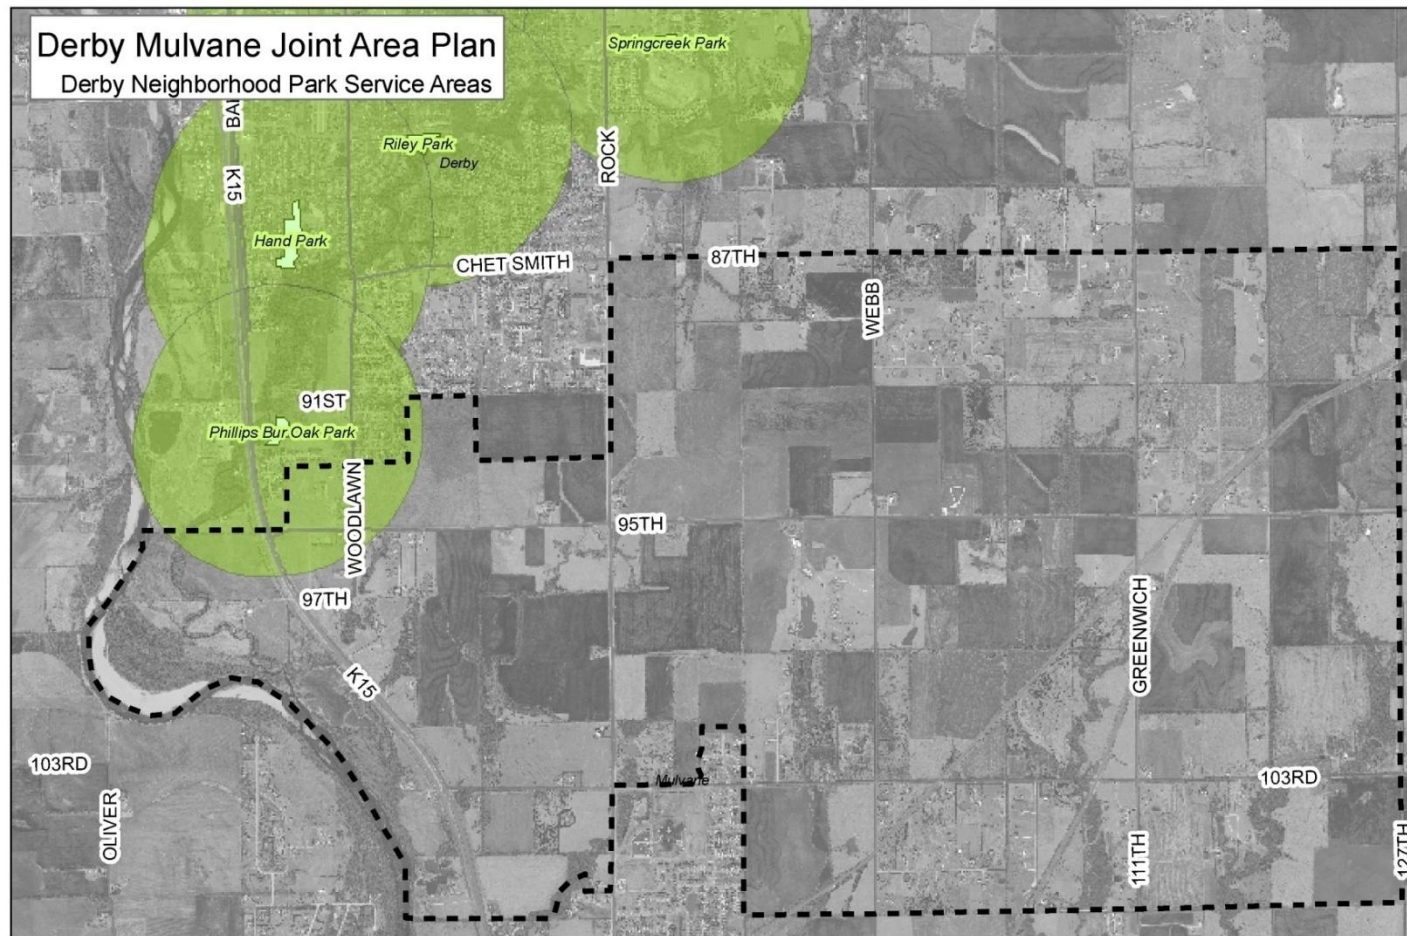 Derby Mulvane Joint Area Plan
Derby Neighborhood Park Service Areas
Springcreek Park
BAB
K15
Riley Park
Derby
ROCK
Hand Park
CHET SMITH
87TH
WEBB
91ST
Phillips Bur Oak Park
WOODLAWN
95TH
97TH
GREENWICH
K15
103RD
Mulvane
103RD
OLIVER
111TH
127TH